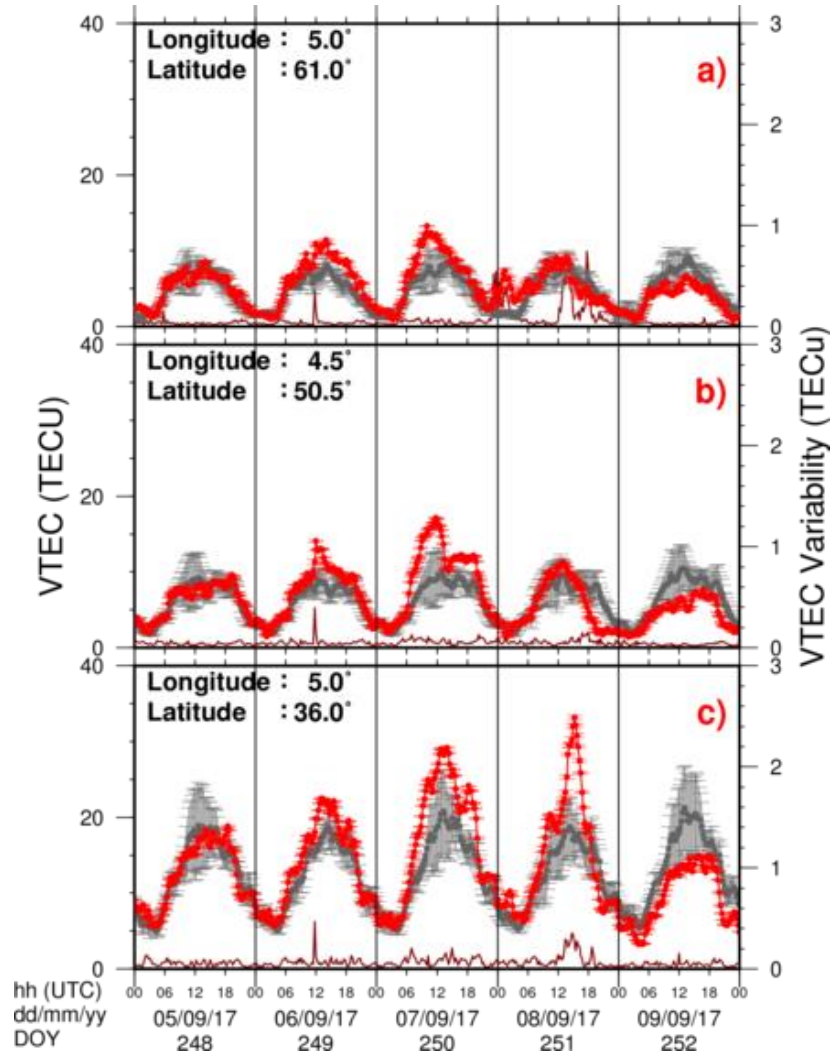 40
3
Longitude : 5.0°
Latitude : 61.0°
a)
2
20
1
0
0
40
3
Longitude : 4.5°
Latitude : 50.5°
b)
2
20
1
0
0
40
3
Longitude : 5.0°
Latitude : 36.0°
c)
2
20
1
0
0
VTEC (TECU)
VTEC Variability (TECu)
hh (UTC) 00 06 12 18 00 06 12 18 00 06 12 18 00 06 12 18 00 06 12 18 00
dd/mm/yy 05/09/17 06/09/17 07/09/17 08/09/17 09/09/17
DOY 248 249 250 251 252